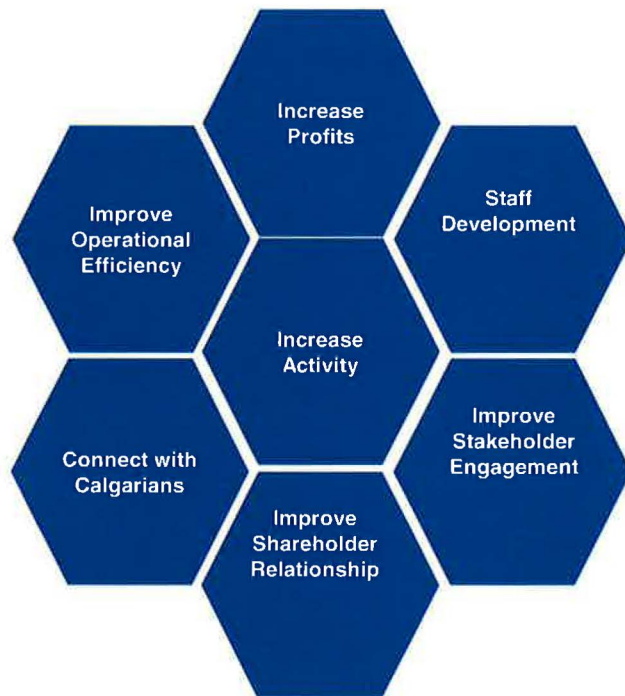 Increase
Profits
Staff
Development
Improve
Operational
Efficiency
Increase
Activity
Improve
Stakeholder
Engagement
Connect with
Calgarians
Improve
Shareholder
Relationship